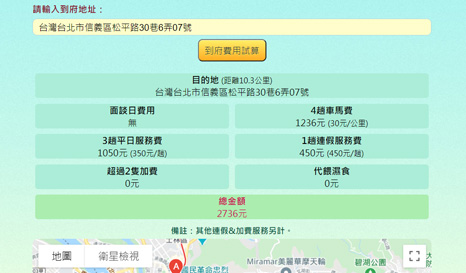 請輸入到府地址：
台灣台北市信義區松平路30巷6弄07號
到府費用試算
目的地 (距離10.3公里)
台灣台北市信義區松平路30巷6弄07號
面談日費用
無
4趟車馬費
1236元 (30元/公里)
3趟平日服務費
1050元 (350元/趟)
1趟連假服務費
450元 (450元/趟)
超過2隻加費
0元
代餵濕食
0元
總金額
2736元
備註：其他連假&加費服務另計。
地圖
衛星檢視
士林區
國民革命忠烈
Miramar美麗華摩天輪
碧湖公園
A